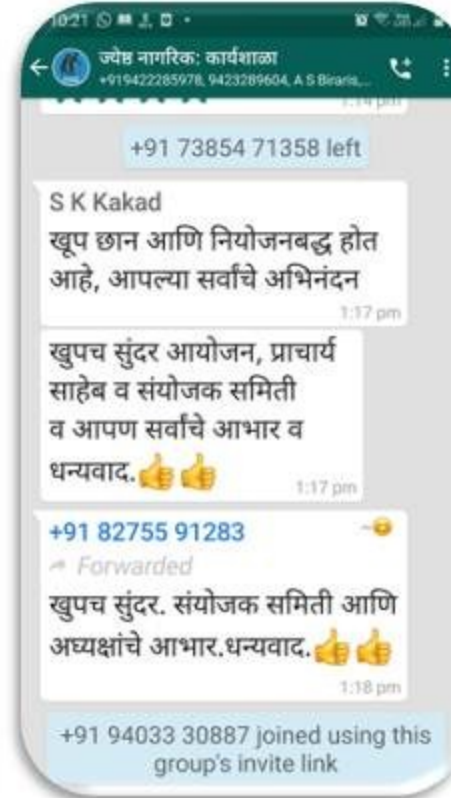 10:21
ज्येष्ठ नागरिक: कार्यशाळा
+919422285978, 9423289604, A S Biraris,...
1:14 pm
+91 73854 71358 left
S K Kakad
खूप छान आणि नियोजनबद्ध होत
आहे, आपल्या सर्वांचे अभिनंदन
1:17 pm
खुपच सुंदर आयोजन, प्राचार्य
साहेब व संयोजक समिती
व आपण सर्वांचे आभार व
धन्यवाद.👍👍
1:17 pm
+91 82755 91283
Forwarded
खुपच सुंदर. संयोजक समिती आणि
अध्यक्षांचे आभार.धन्यवाद.👍👍
1:18 pm
+91 94033 30887 joined using this
group's invite link